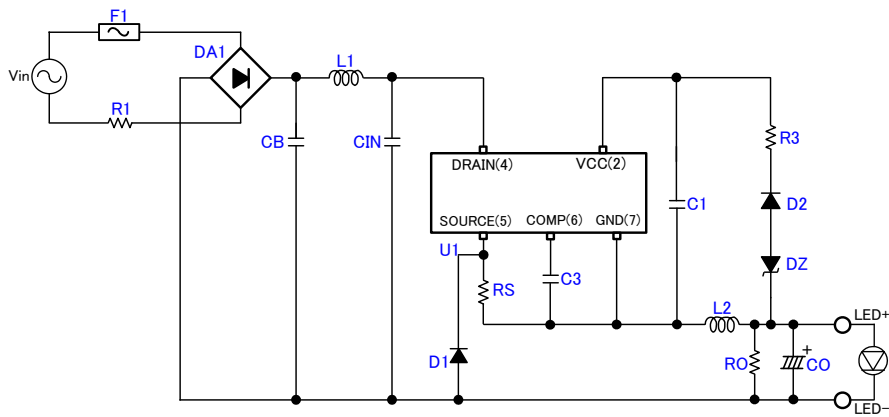 F1
DA1
L1
Vin
R1
R3
CB
CIN
DRAIN(4)
VCC(2)
C1
D2
SOURCE(5)
COMP(6)
GND(7)
U1
DZ
RS
C3
L2
LED+
D1
RO
+
CO
LED-